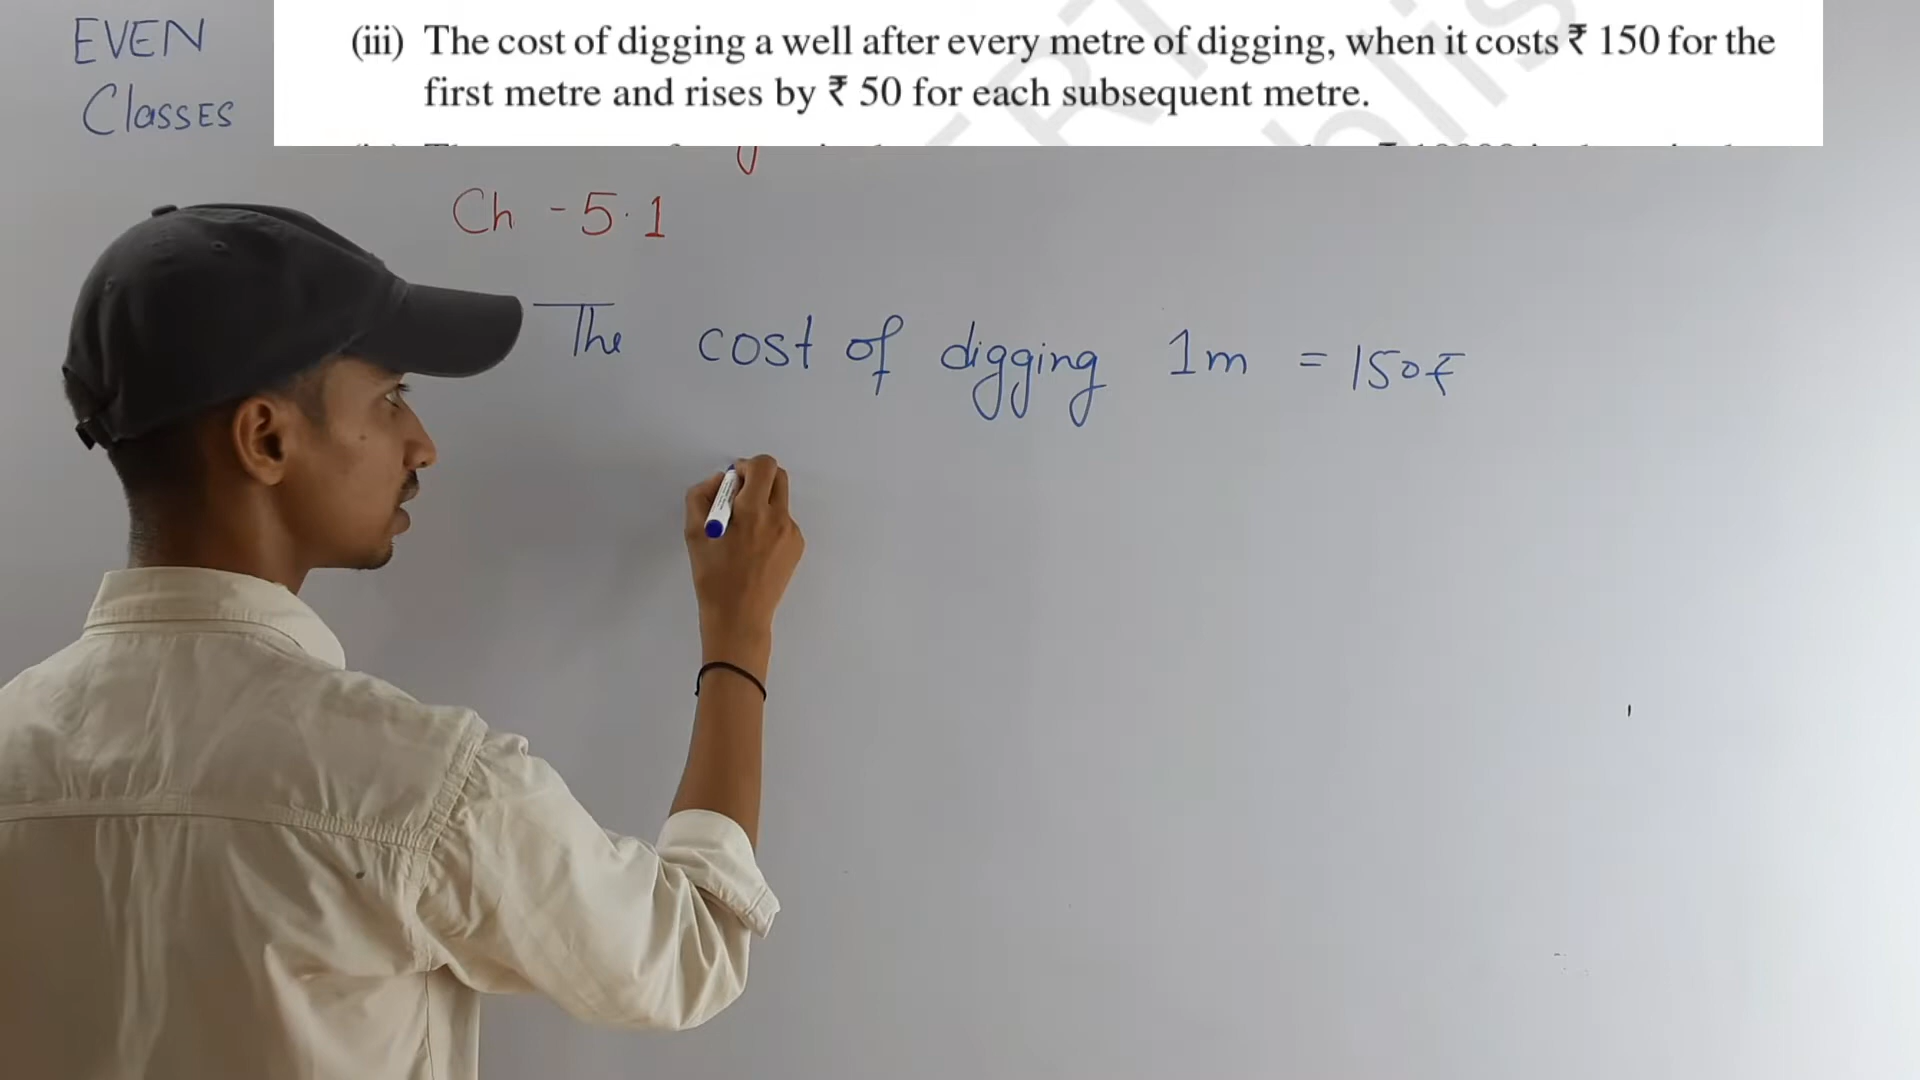 EVEN
Classes
(iii) The cost of digging a well after every metre of digging, when it costs ₹ 150 for the
first metre and rises by ₹ 50 for each subsequent metre.
Ch - 5.1
The cost of digging 1m = 150₹